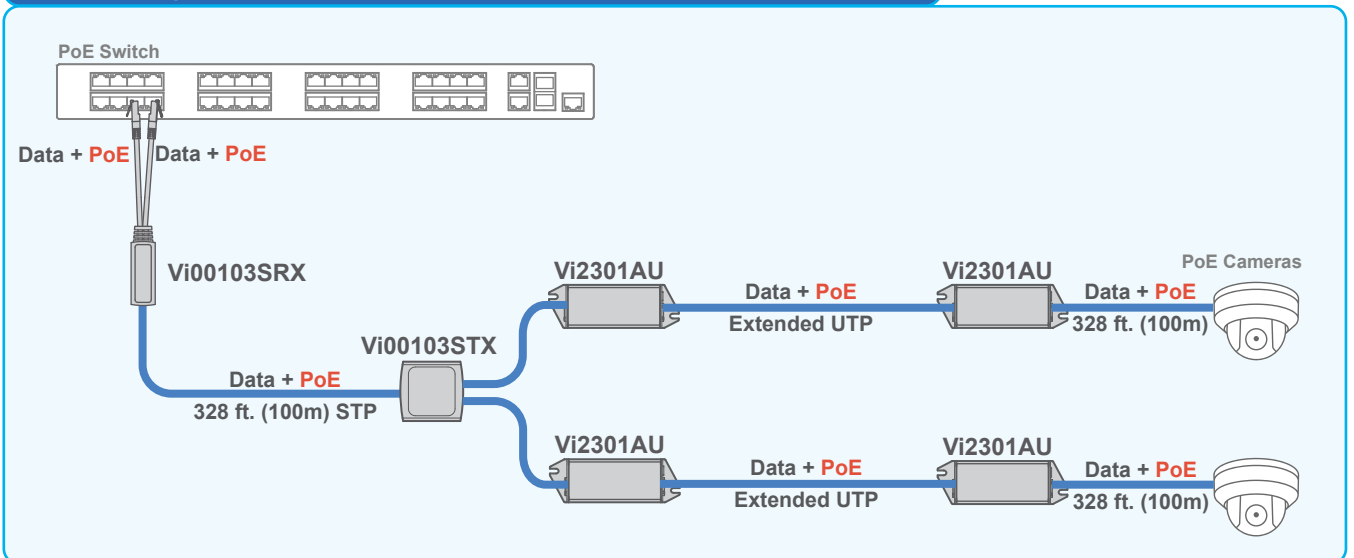 PoE Switch
Data + PoE
Data + PoE
Vi00103SRX
Vi00103STX
Data + PoE
328 ft. (100m) STP
Vi2301AU
Data + PoE
Extended UTP
Vi2301AU
Data + PoE
328 ft. (100m)
PoE Cameras
Vi2301AU
Data + PoE
Extended UTP
Vi2301AU
Data + PoE
328 ft. (100m)